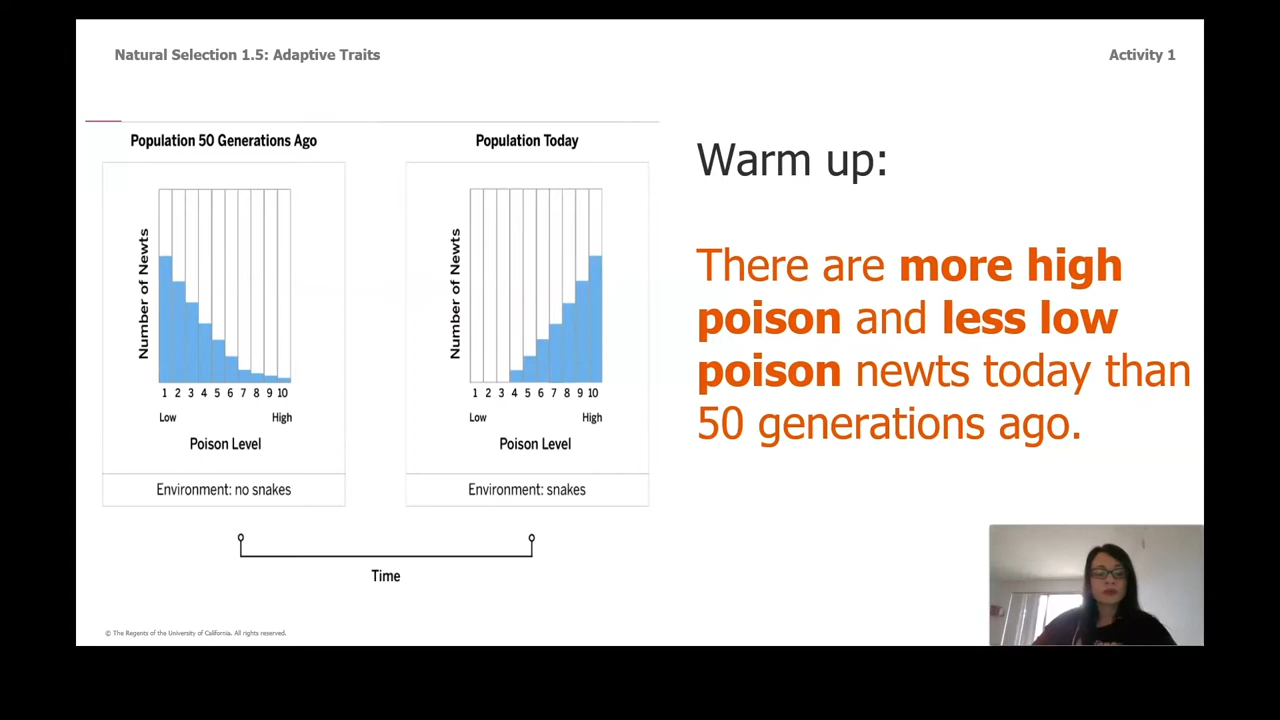 Natural Selection 1.5: Adaptive Traits
Activity 1
Population 50 Generations Ago
Population Today
Warm up:
There are more high
poison and less low
poison newts today than
50 generations ago.
Number of Newts
1 2 3 4 5 6 7 8 9 10
Low High
Poison Level
Environment: no snakes
Number of Newts
1 2 3 4 5 6 7 8 9 10
Low High
Poison Level
Environment: snakes
Time
© The Regents of the University of California. All rights reserved.